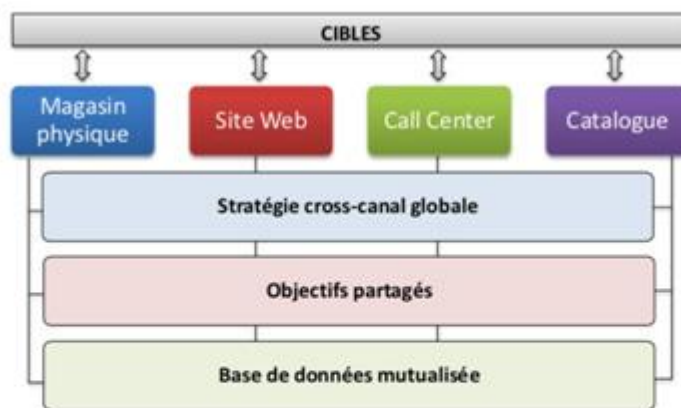 CIBLES
Magasin
physique
Site Web
Call Center
Catalogue
Stratégie cross-canal globale
Objectifs partagés
Base de données mutualisée